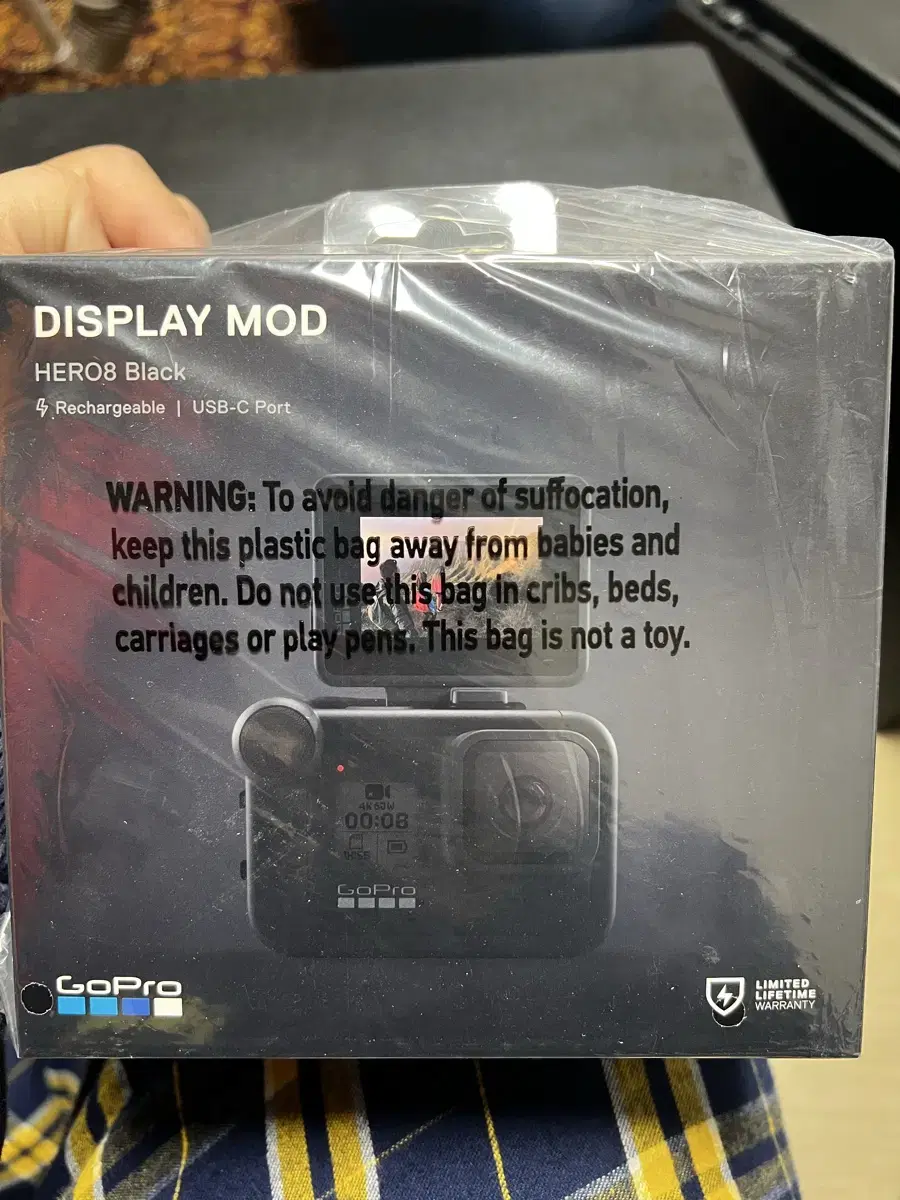 DISPLAY MOD
HERO8 Black
Rechargeable | USB-C Port
WARNING: To avoid danger of suffocation,
keep this plastic bag away from babies and
children. Do not use this bag in cribs, beds,
carriages or play pens. This bag is not a toy.
00:08
GoPro
GoPro
LIMITED
LIFETIME
WARRANTY